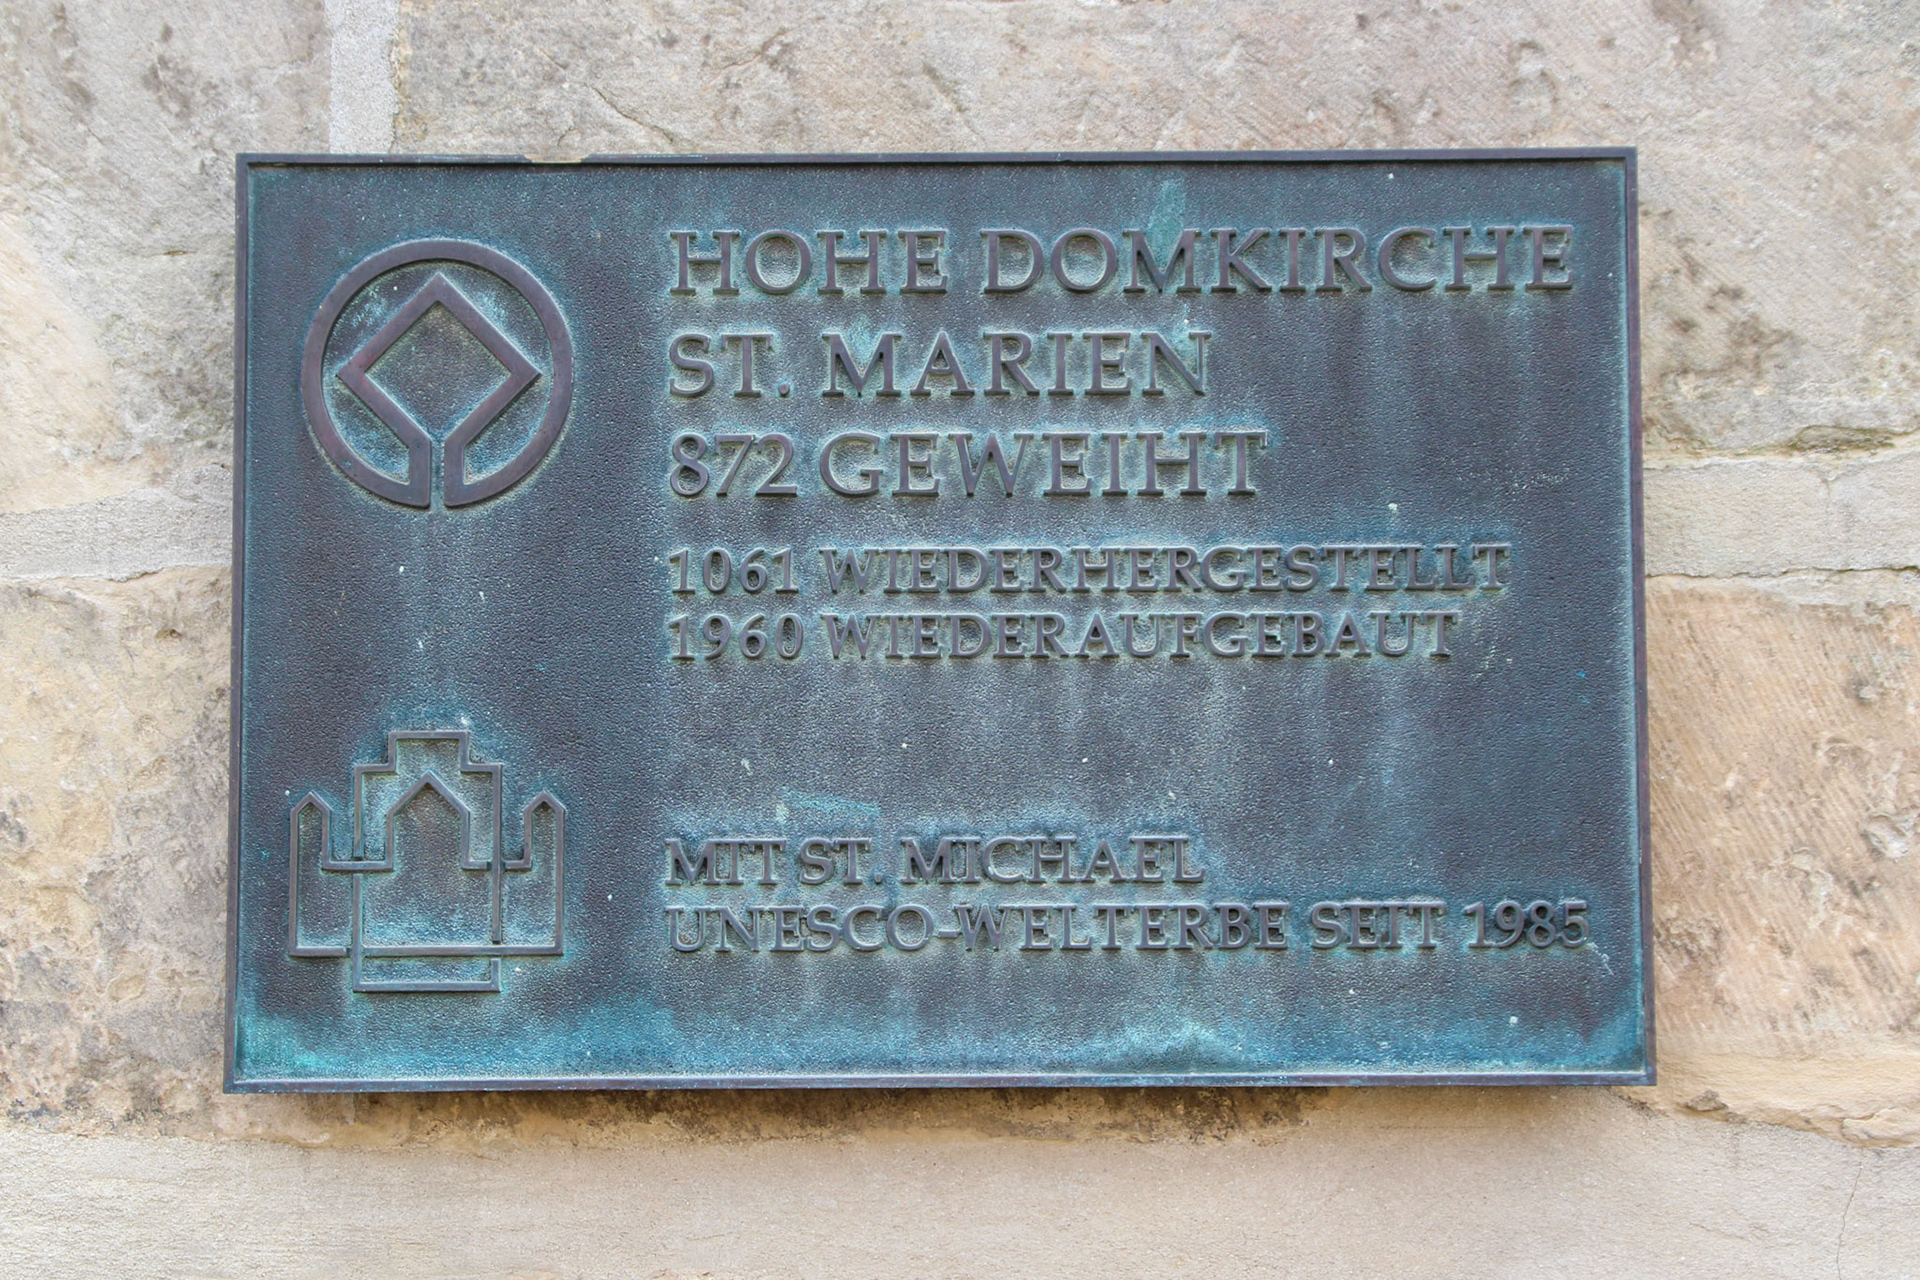 HOHE DOMKIRCHE
ST. MARIEN
872 GEWEIHT
1061 WIEDERHERGESTELLT
1960 WIEDERAUFGEBAUT
MIT ST. MICHAEL
UNESCO-WELTERBE SEIT 1985